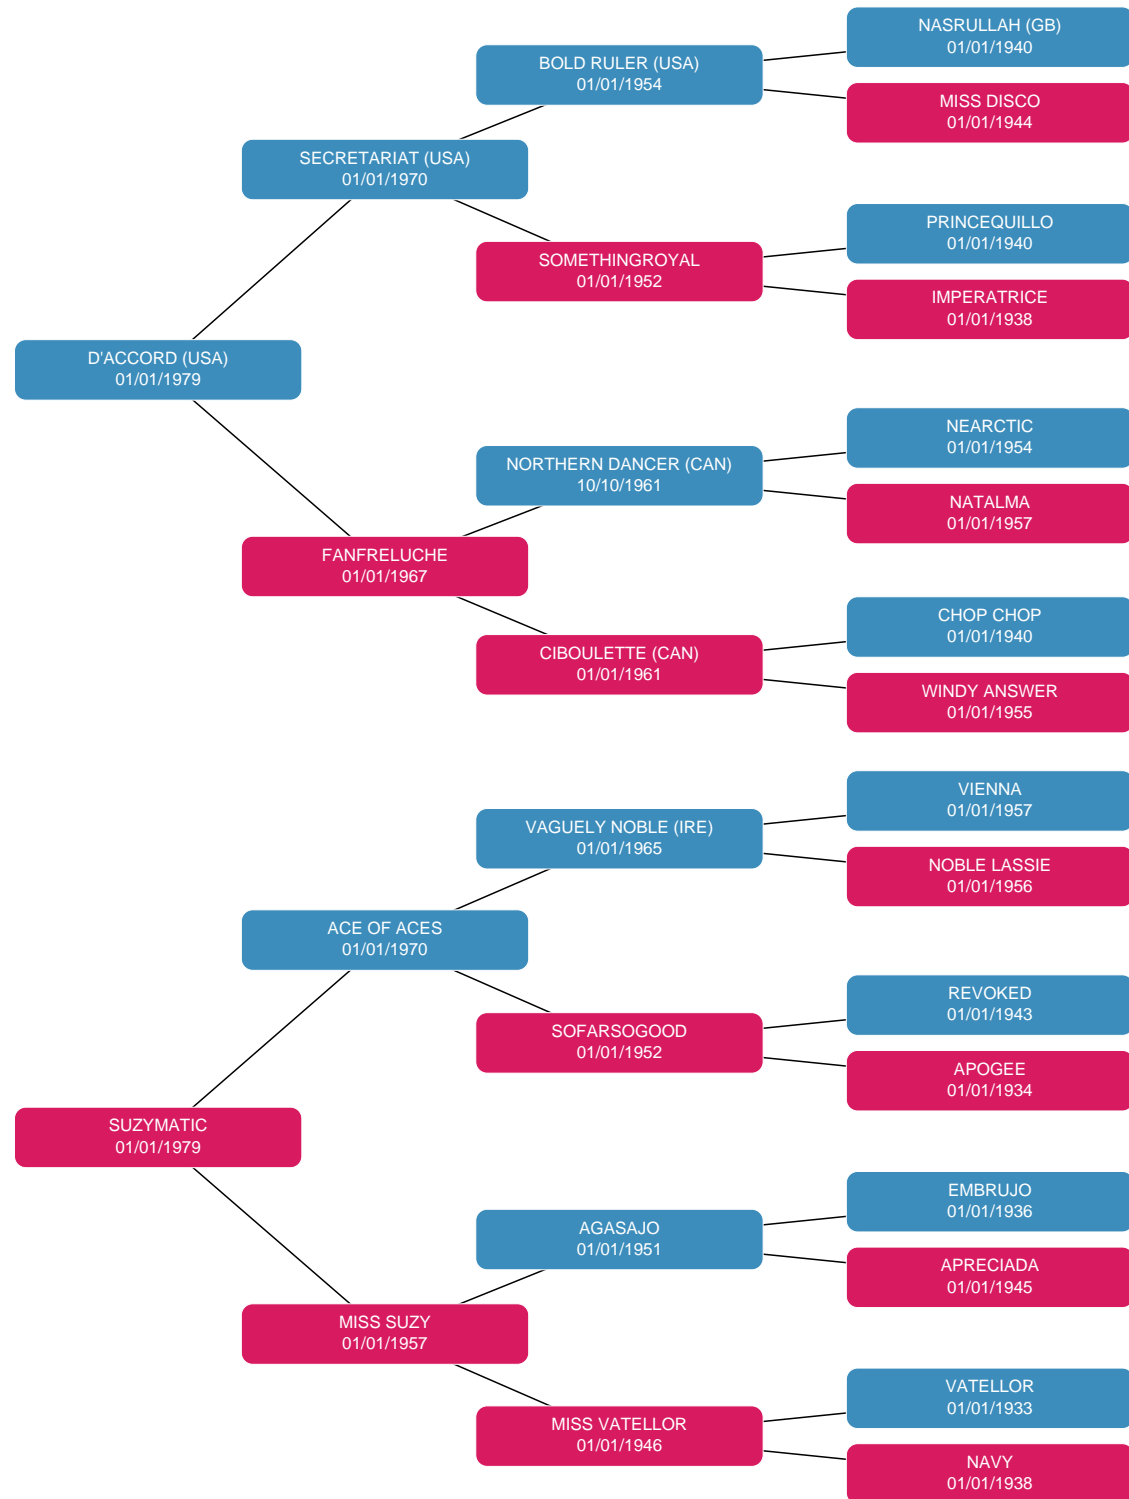 NASRULLAH (GB)
01/01/1940
BOLD RULER (USA)
01/01/1954
MISS DISCO
01/01/1944
SECRETARIAT (USA)
01/01/1970
PRINCEQUILLO
01/01/1940
SOMETHINGROYAL
01/01/1952
IMPERATRICE
01/01/1938
D'ACCORD (USA)
01/01/1979
NEARCTIC
01/01/1954
NORTHERN DANCER (CAN)
10/10/1961
NATALMA
01/01/1957
FANFRELUCHE
01/01/1967
CHOP CHOP
01/01/1940
CIBOULETTE (CAN)
01/01/1961
WINDY ANSWER
01/01/1955
VIENNA
01/01/1957
VAGUELY NOBLE (IRE)
01/01/1965
NOBLE LASSIE
01/01/1956
ACE OF ACES
01/01/1970
REVOKED
01/01/1943
SOFARSOGOOD
01/01/1952
APOGEE
01/01/1934
SUZYMATIC
01/01/1979
EMBRUJO
01/01/1936
AGASAJO
01/01/1951
APRECIADA
01/01/1945
MISS SUZY
01/01/1957
VATELLOR
01/01/1933
MISS VATELLOR
01/01/1946
NAVY
01/01/1938